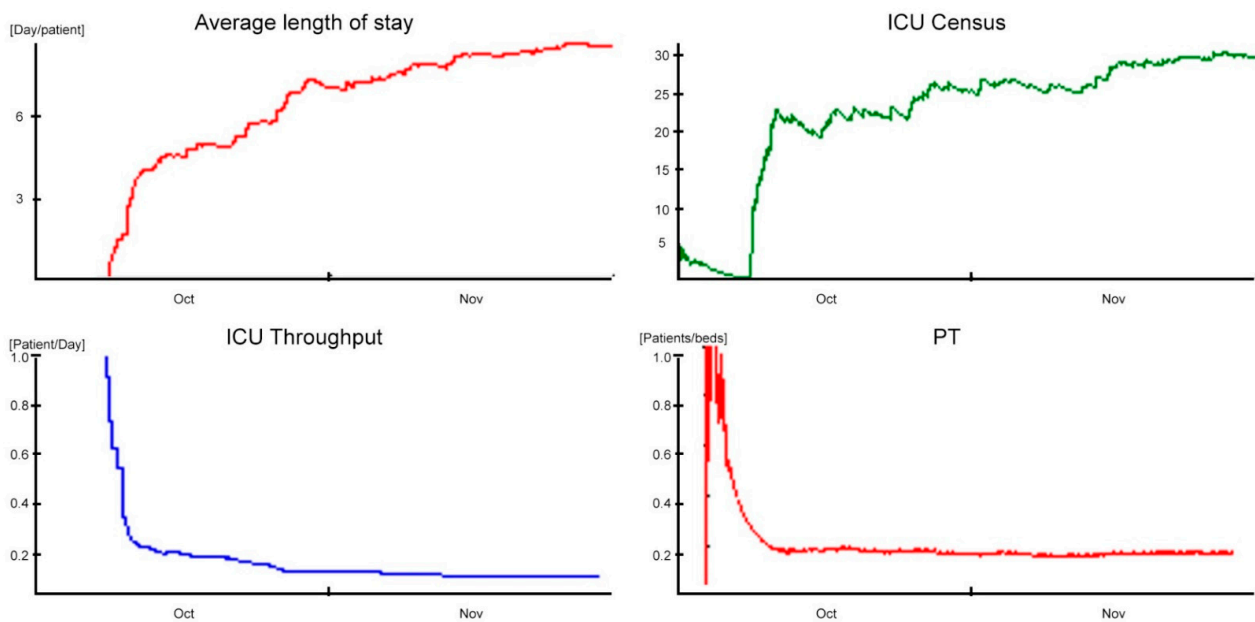 Average length of stay
[Day/patient]
6
3
Oct
Nov
ICU Census
30
25
20
15
10
5
Oct
Nov
ICU Throughput
[Patient/Day]
1.0
0.8
0.6
0.4
0.2
Oct
Nov
PT
[Patients/beds]
1.0
0.8
0.6
0.4
0.2
Oct
Nov